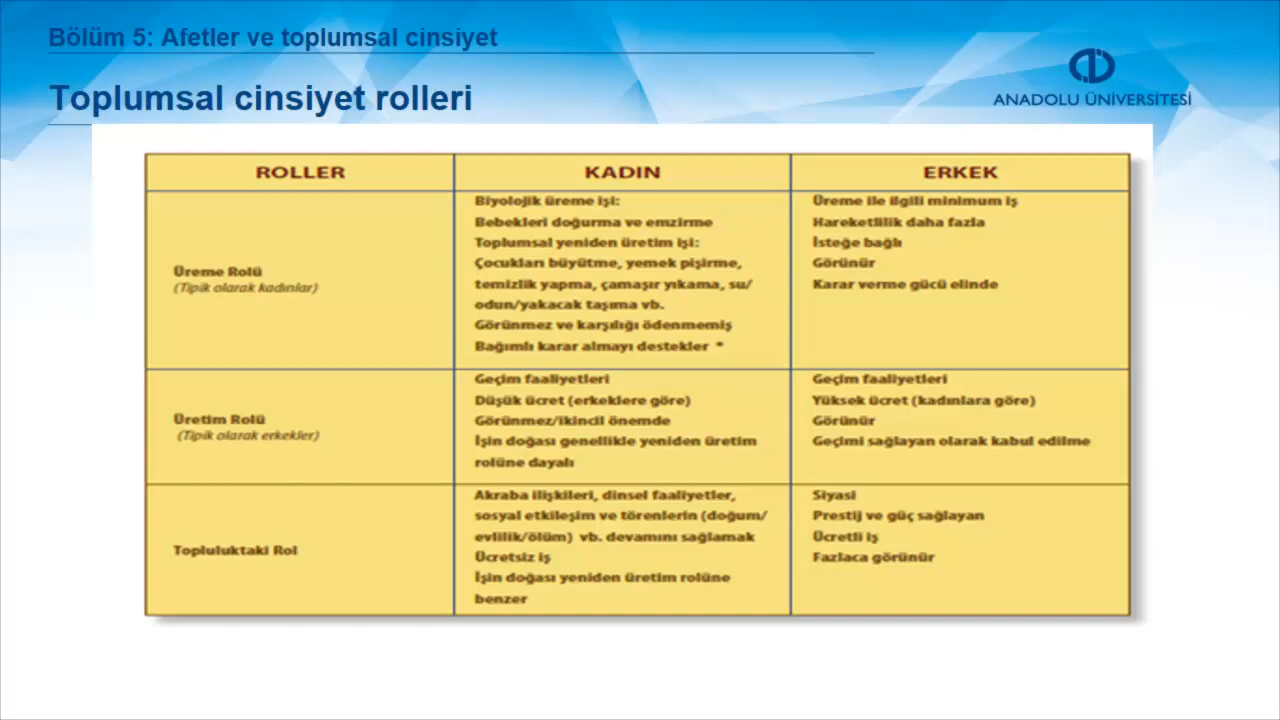 Bölüm 5: Afetler ve toplumsal cinsiyet
Toplumsal cinsiyet rolleri
ANADOLU ÜNİVERSİTESİ
ROLLER
KADIN
ERKEK
Üreme Rolü
(Tipik olarak kadınlar)
Biyolojik üreme işi:
Bebekleri doğurma ve emzirme
Toplumsal yeniden üretim işi:
Çocukları büyütme, yemek pişirme,
temizlik yapma, çamaşır yıkama, su/
odun/yakacak taşıma vb.
Görünmez ve karşılığı ödenmemiş
Bağımlı karar almayı destekler *
Üreme ile ilgili minimum iş
Hareketlilik daha fazla
İsteğe bağlı
Görünür
Karar verme gücü elinde
Üretim Rolü
(Tipik olarak erkekler)
Geçim faaliyetleri
Düşük ücret (erkeklere göre)
Görünmez/ikincil önemde
İşin doğası genellikle yeniden üretim
rolüne dayalı
Geçim faaliyetleri
Yüksek ücret (kadınlara göre)
Görünür
Geçimi sağlayan olarak kabul edilme
Topluluktaki Rol
Akraba ilişkileri, dinsel faaliyetler,
sosyal etkileşim ve törenlerin (doğum/
evlilik/ölüm) vb. devamını sağlamak
Ücretsiz iş
İşin doğası yeniden üretim rolüne
benzer
Siyasi
Prestij ve güç sağlayan
Ücretli iş
Fazlaca görünür